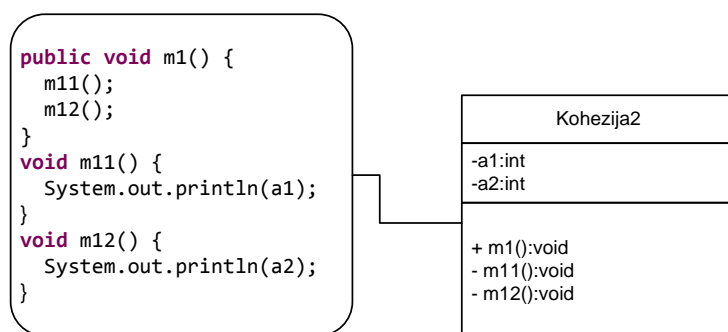 public void m1() {
m11();
m12();
}
void m11() {
System.out.println(a1);
}
void m12() {
System.out.println(a2);
}
Kohezija2
-a1:int
-a2:int
+ m1():void
- m11():void
- m12():void